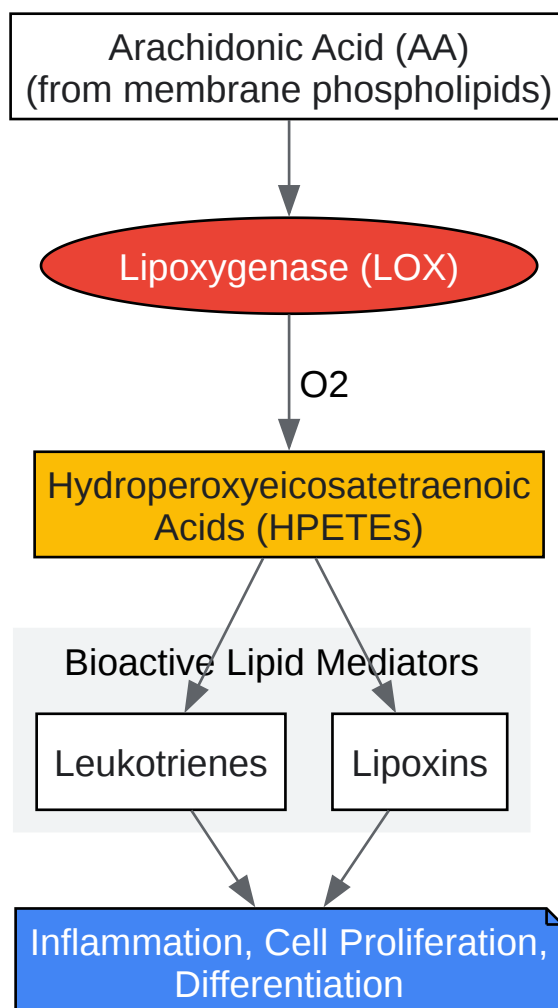 Arachidonic Acid (AA)
(from membrane phospholipids)
Lipoxygenase (LOX)
O2
Hydroperoxyeicosatetraenoic
Acids (HPETEs)
Bioactive Lipid Mediators
Leukotrienes
Lipoxins
Inflammation, Cell Proliferation,
Differentiation